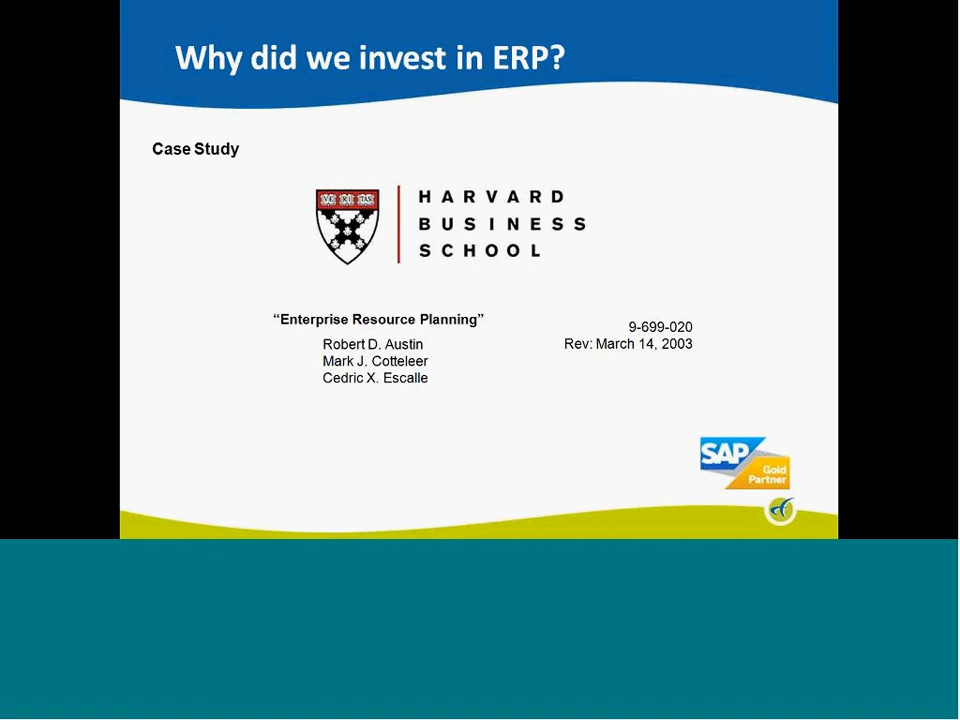 Why did we invest in ERP?
Case Study
HARVARD
BUSINESS
SCHOOL
“Enterprise Resource Planning”
Robert D. Austin
Mark J. Cotteleer
Cedric X. Escalle
9-699-020
Rev: March 14, 2003
SAP
Gold
Partner